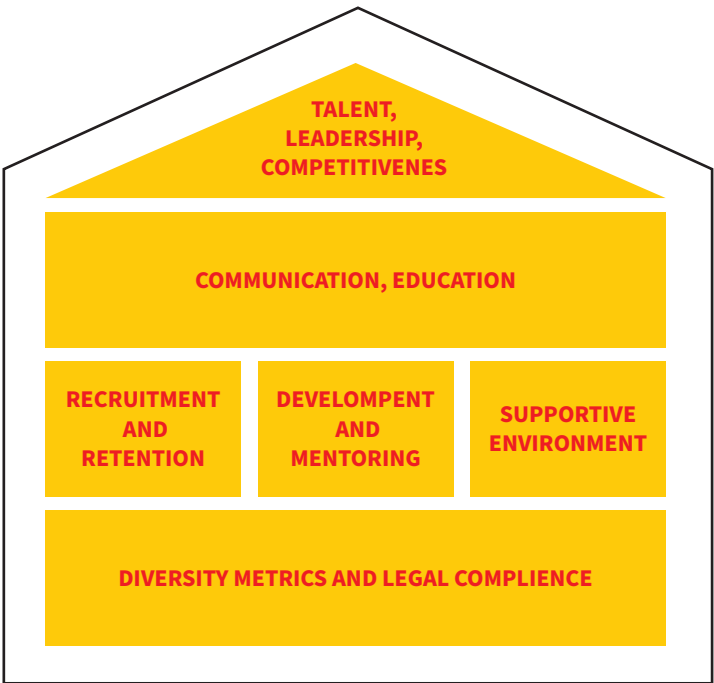 TALENT,
LEADERSHIP,
COMPETITIVENES
COMMUNICATION, EDUCATION
RECRUITMENT
AND
RETENTION
DEVELOMPENT
AND
MENTORING
SUPPORTIVE
ENVIRONMENT
DIVERSITY METRICS AND LEGAL COMPLIENCE